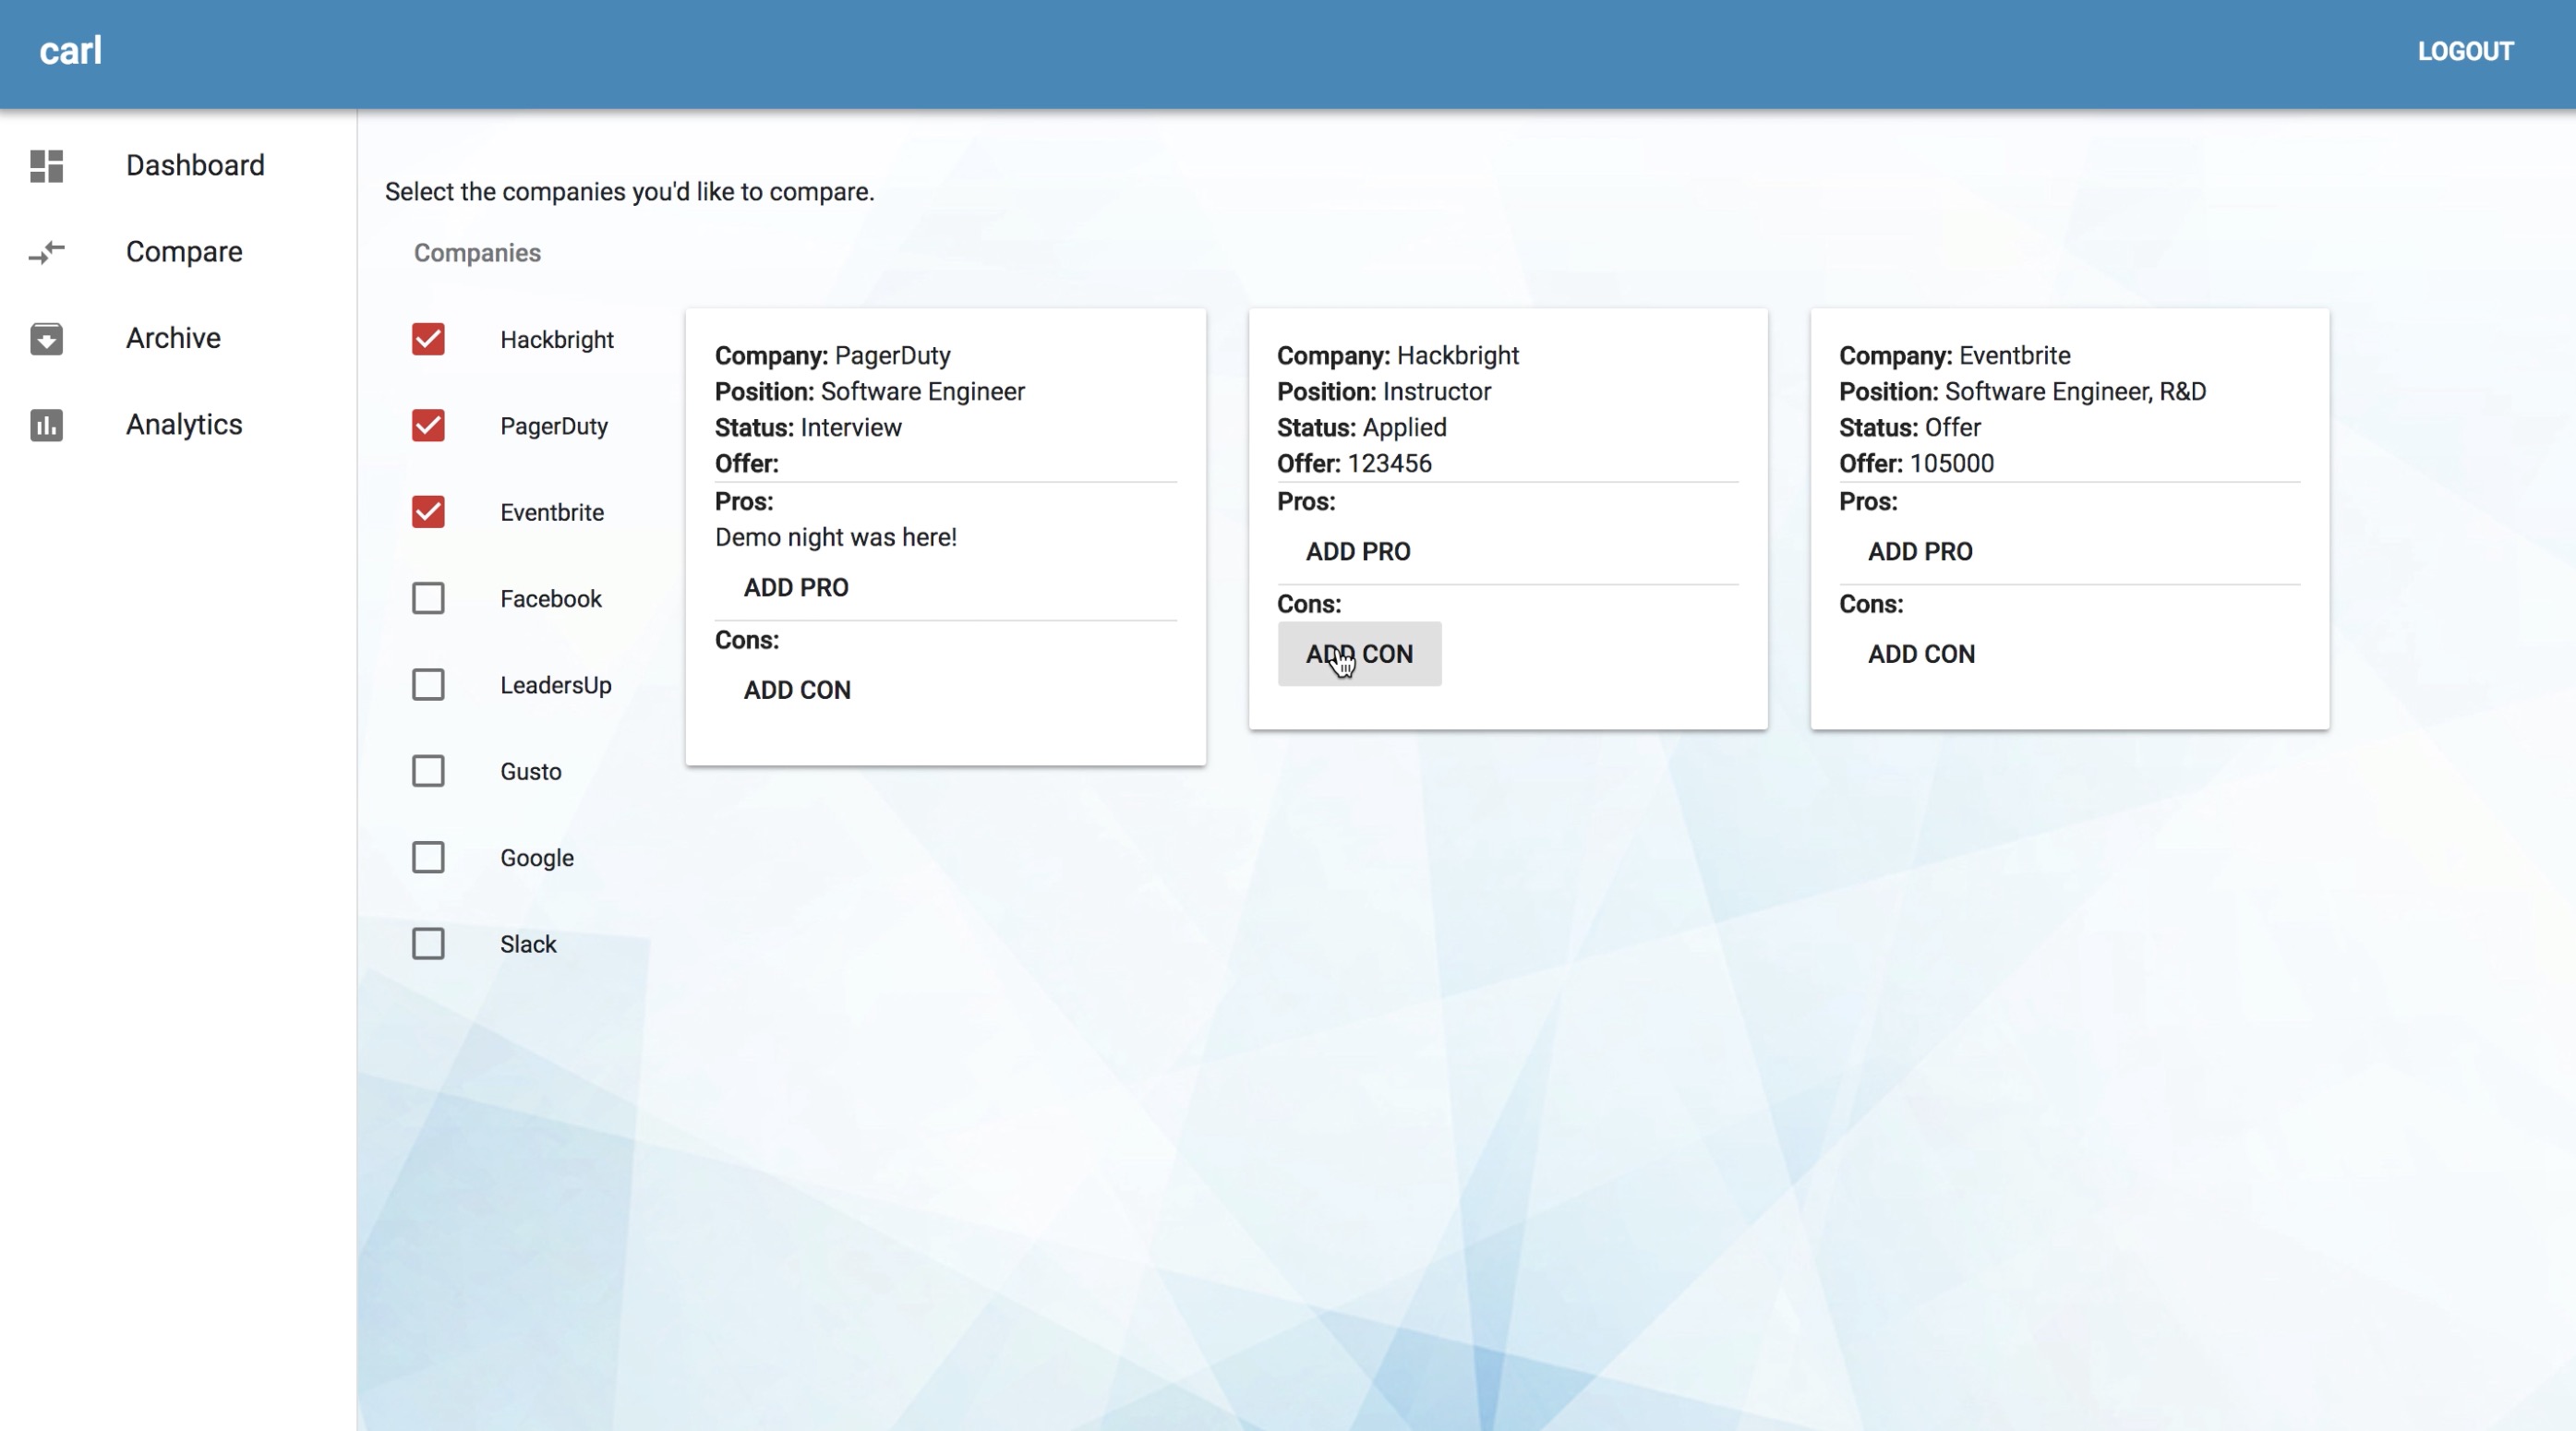 carl
LOGOUT
Dashboard
Compare
Archive
Analytics
Select the companies you'd like to compare.
Companies
Hackbright
PagerDuty
Eventbrite
Facebook
LeadersUp
Gusto
Google
Slack
Company: PagerDuty
Position: Software Engineer
Status: Interview
Offer:
Pros:
Demo night was here!
ADD PRO
Cons:
ADD CON
Company: Hackbright
Position: Instructor
Status: Applied
Offer: 123456
Pros:
ADD PRO
Cons:
ADD CON
Company: Eventbrite
Position: Software Engineer, R&D
Status: Offer
Offer: 105000
Pros:
ADD PRO
Cons:
ADD CON